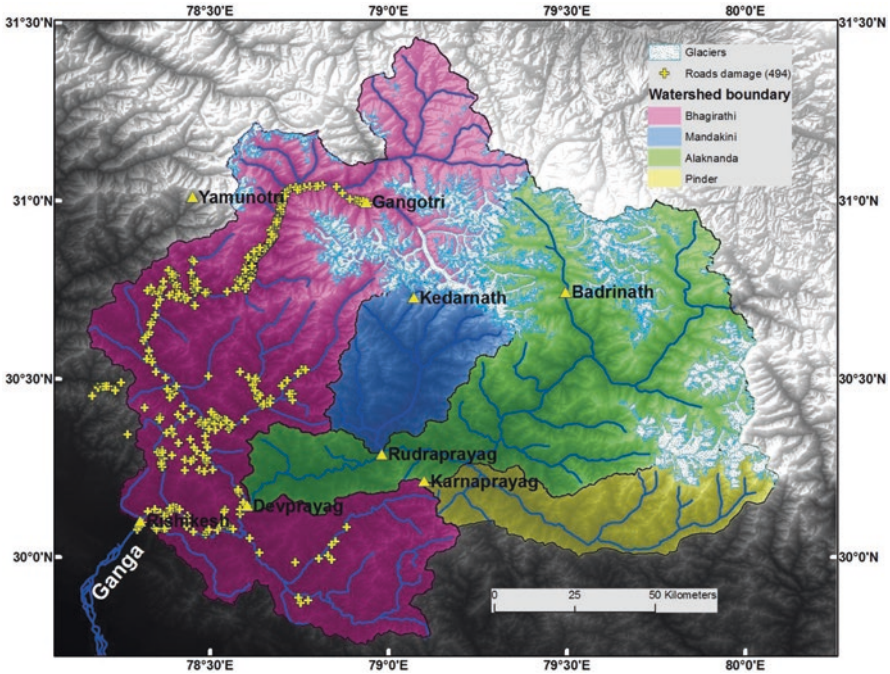 78°30'E 79°0'E 79°30'E 80°0'E
31°30'N 31°30'N
Glaciers
Roads damage (494)
Watershed boundary
Bhagirathi
Mandakini
Alaknanda
Pinder
31°0'N 31°0'N
Yamunotri
Gangotri
Kedarnath
Badrinath
30°30'N 30°30'N
Rudraprayag
Karnaprayag
Devprayag
Rishikesh
30°0'N 30°0'N
Ganga
0 25 50 Kilometers
78°30'E 79°0'E 79°30'E 80°0'E